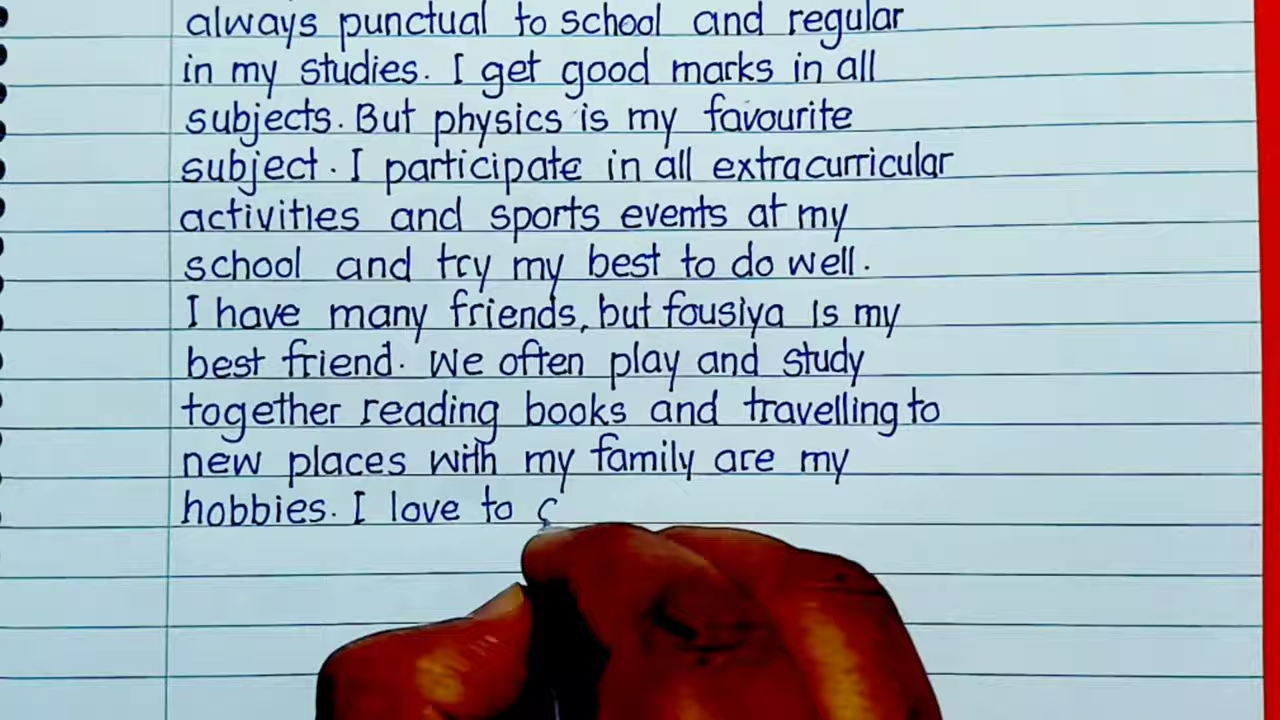 always punctual to school and regular
in my studies. I get good marks in all
subjects. But physics is my favourite
subject. I participate in all extracurricular
activities and sports events at my
school and try my best to do well.
I have many friends, but fousiya is my
best friend. We often play and study
together reading books and travelling to
new places with my family are my
hobbies. I love to